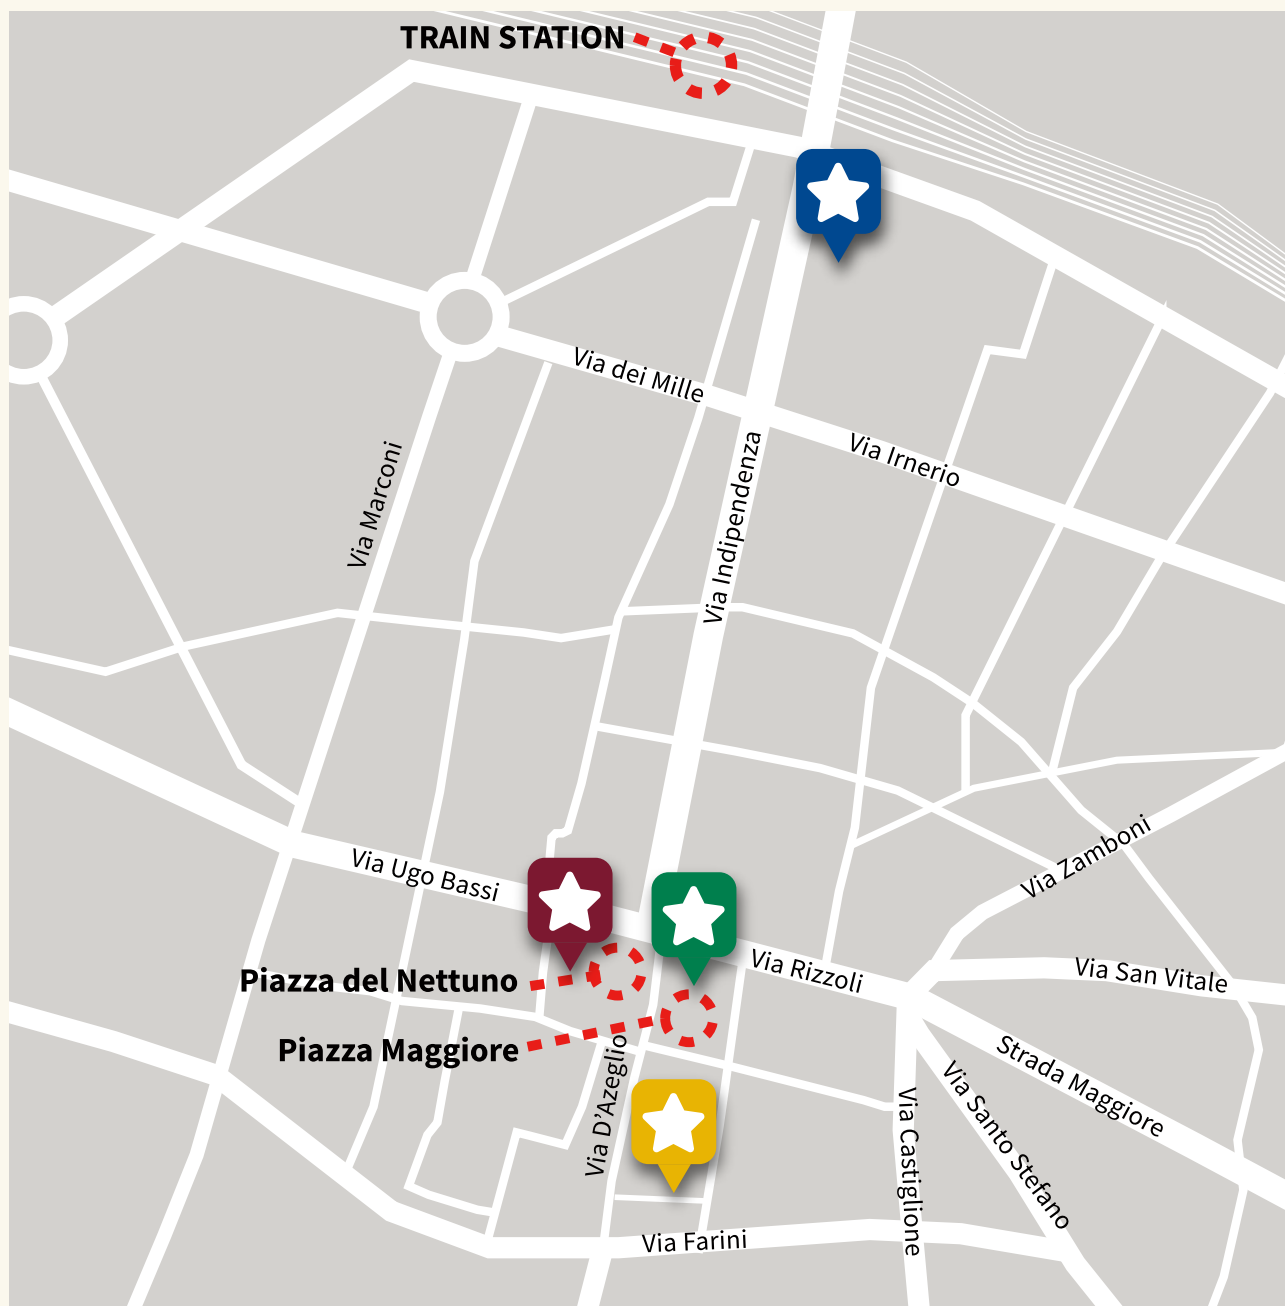 TRAIN STATION
Via dei Mille
Via Irnerio
Via Marconi
Via Indipendenza
Via Zamboni
Via Ugo Bassi
Via Rizzoli
Via San Vitale
Piazza del Nettuno
Piazza Maggiore
Via D'Azeglio
Strada Maggiore
Via Santo Stefano
Via Castiglione
Via Farini